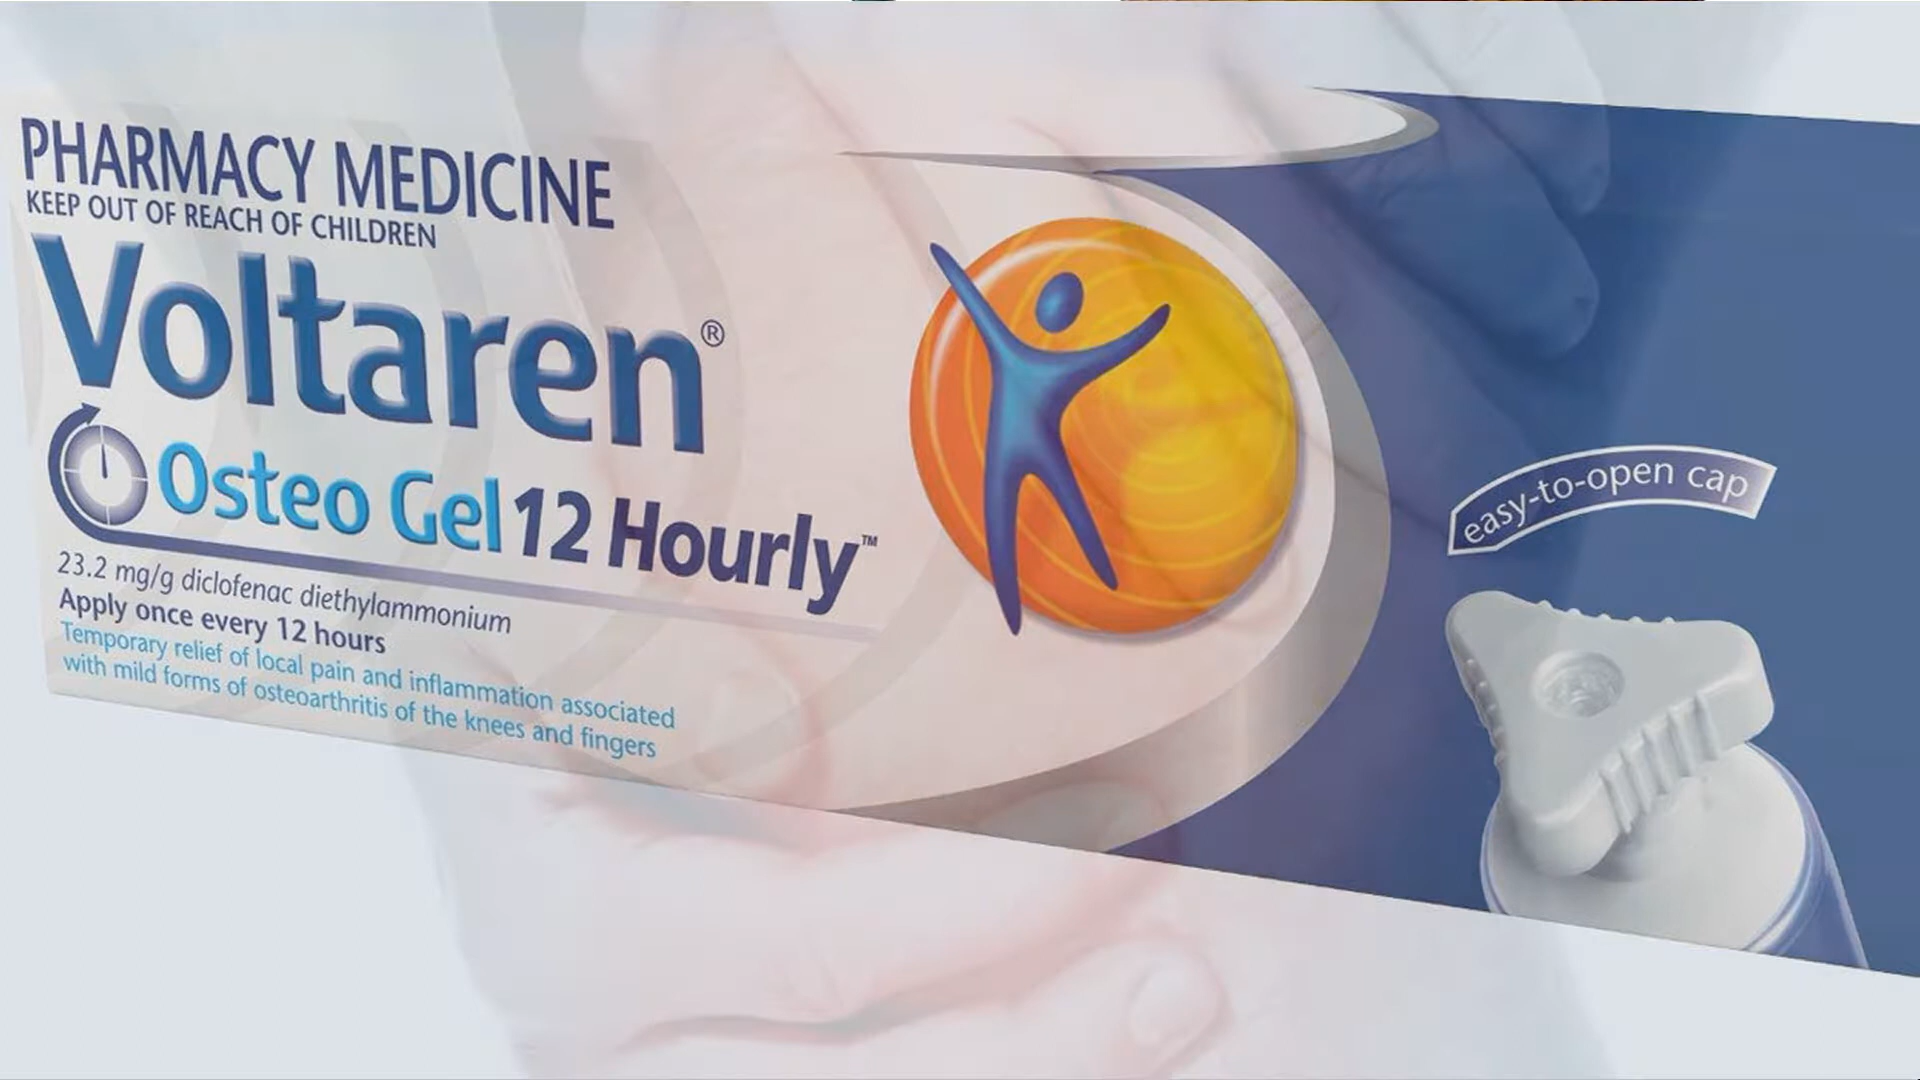 PHARMACY MEDICINE
KEEP OUT OF REACH OF CHILDREN
Voltaren®
Osteo Gel 12 Hourly™
23.2 mg/g diclofenac diethylammonium
Apply once every 12 hours
Temporary relief of local pain and inflammation associated
with mild forms of osteoarthritis of the knees and fingers
easy-to-open cap